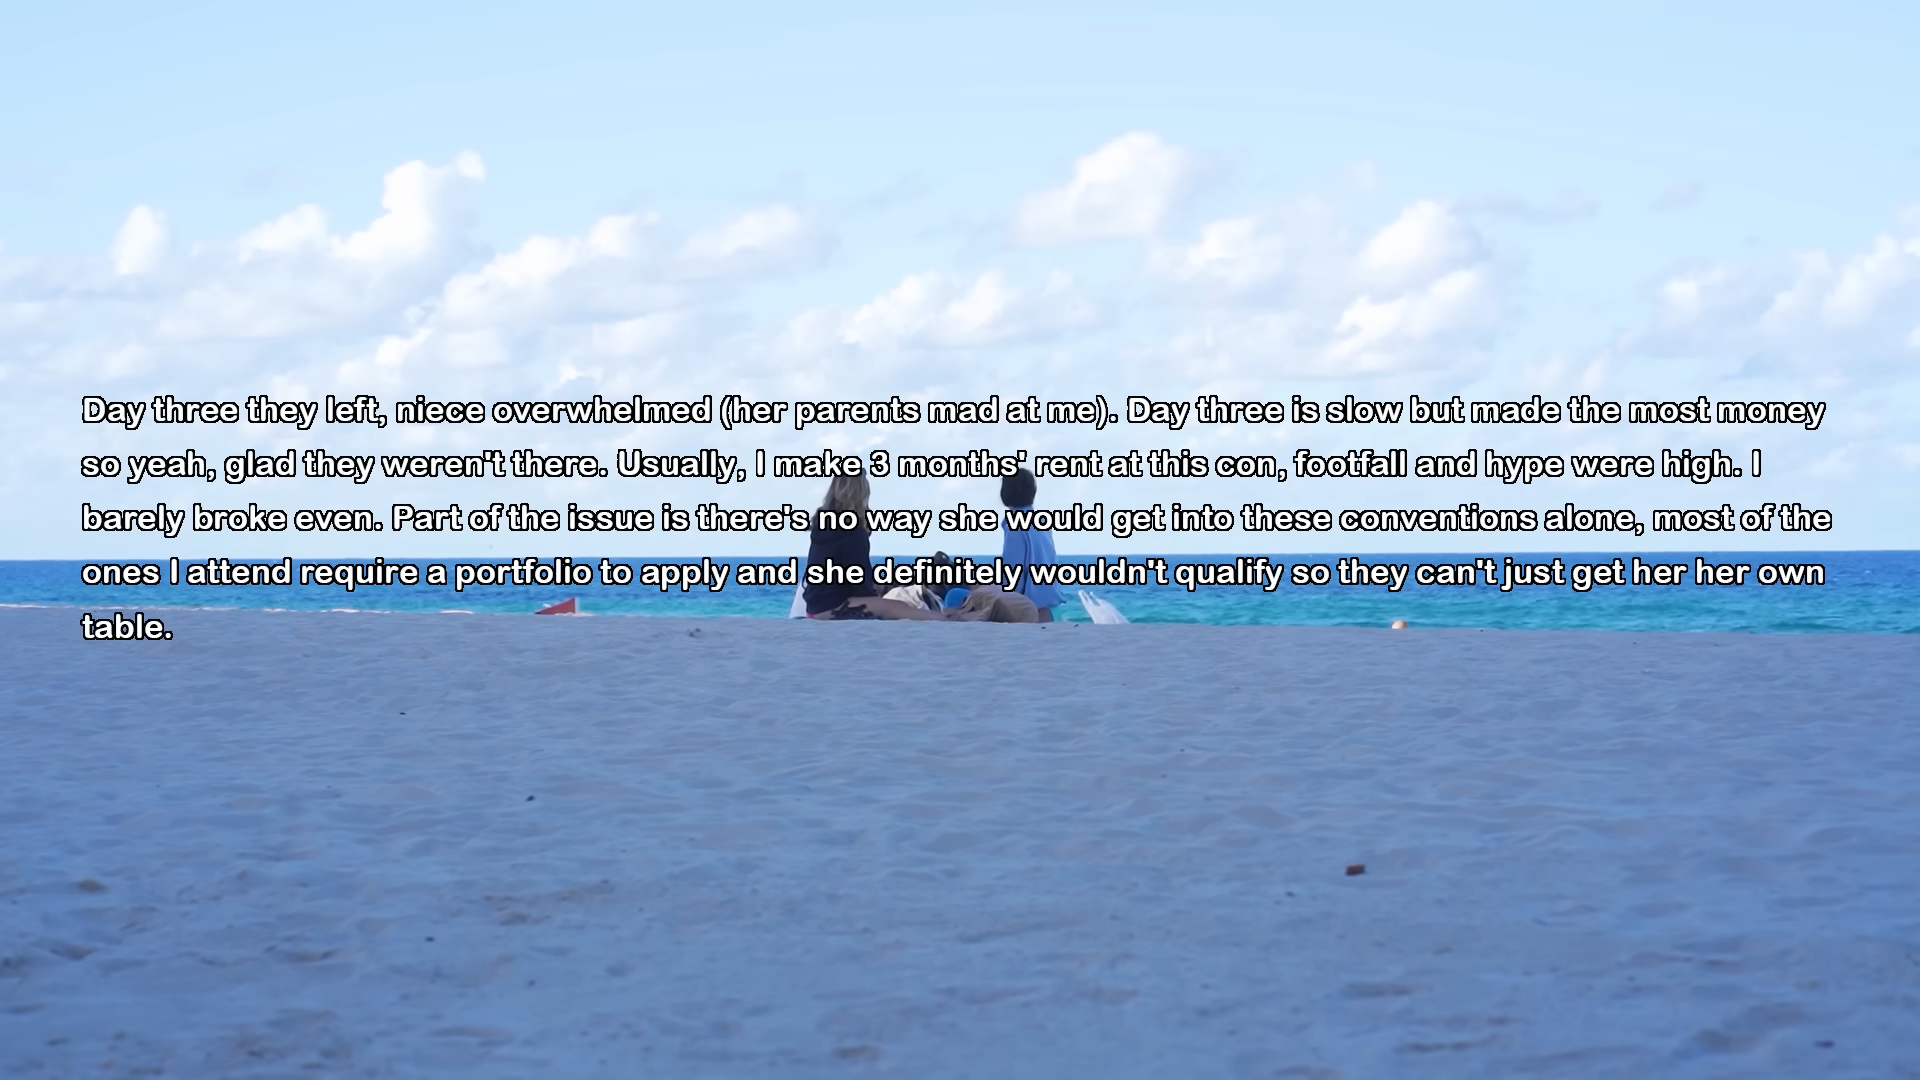 Day three they left, niece overwhelmed (her parents mad at me). Day three is slow but made the most money
so yeah, glad they weren't there. Usually, I make 3 months' rent at this con, footfall and hype were high. I
barely broke even. Part of the issue is there's no way she would get into these conventions alone, most of the
ones I attend require a portfolio to apply and she definitely wouldn't qualify so they can't just get her her own
table.